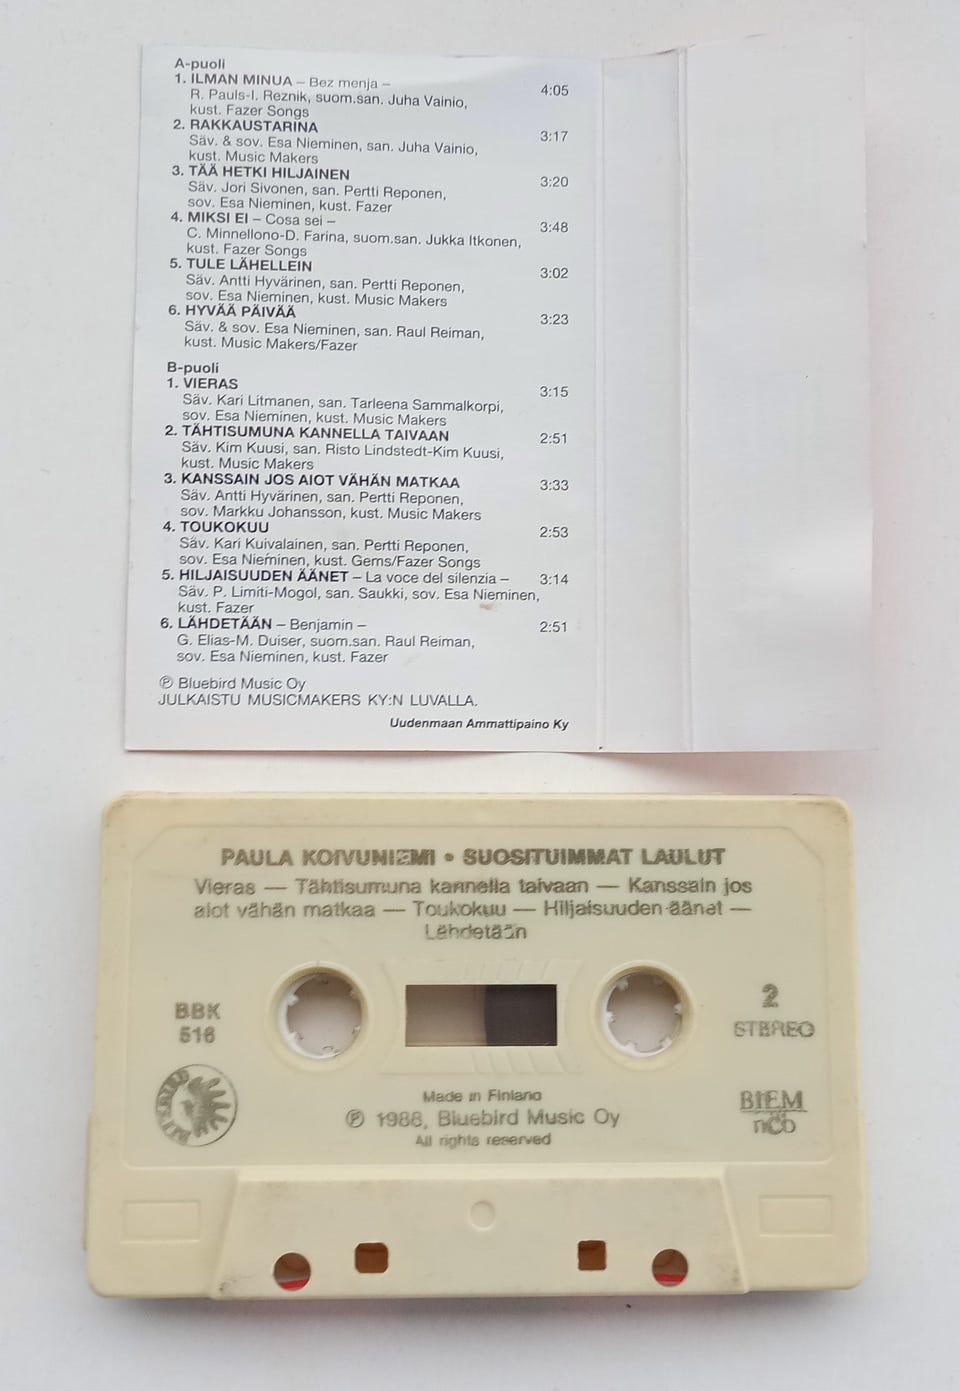 A-puoli
1. ILMAN MINUA – Bez menja – 4:05
R. Pauls-I. Reznik, suom.san. Juha Vainio,
kust. Fazer Songs
2. RAKKAUSTARINA 3:17
Säv. & sov. Esa Nieminen, san. Juha Vainio,
kust. Music Makers
3. TÄÄ HETKI HILJAINEN 3:20
Säv. Jori Sivonen, san. Pertti Reponen,
sov. Esa Nieminen, kust. Fazer
4. MIKSI EI – Cosa sei – 3:48
C. Minnellono-D. Farina, suom.san. Jukka Itkonen,
kust. Fazer Songs
5. TULE LÄHELLEIN 3:02
Säv. Antti Hyvärinen, san. Pertti Reponen,
sov. Esa Nieminen, kust. Music Makers
6. HYVÄÄ PÄIVÄÄ 3:23
Säv. & sov. Esa Nieminen, san. Raul Reiman,
kust. Music Makers/Fazer
B-puoli
1. VIERAS 3:15
Säv. Kari Litmanen, san. Tarleena Sammalkorpi,
sov. Esa Nieminen, kust. Music Makers
2. TÄHTISUMUNA KANNELLA TAIVAAN 2:51
Säv. Kim Kuusi, san. Risto Lindstedt-Kim Kuusi,
kust. Music Makers
3. KANSSAIN JOS AIOT VÄHÄN MATKAA 3:33
Säv. Antti Hyvärinen, san. Pertti Reponen,
sov. Markku Johansson, kust. Music Makers
4. TOUKOKUU 2:53
Säv. Kari Kuivalainen, san. Pertti Reponen,
sov. Esa Nieminen, kust. Gems/Fazer Songs
5. HILJAISUUDEN ÄÄNET – La voce del silenzia – 3:14
Säv. P. Limiti-Mogol, san. Saukki, sov. Esa Nieminen,
kust. Fazer
6. LÄHDETÄÄN – Benjamin – 2:51
G. Elias-M. Duiser, suom.san. Raul Reiman,
sov. Esa Nieminen, kust. Fazer
℗ Bluebird Music Oy
JULKAISTU MUSICMAKERS KY:N LUVALLA.
Uudenmaan Ammattipaino Ky
PAULA KOIVUNIEMI • SUOSITUIMMAT LAULUT
Vieras — Tähtisumuna kannella taivaan — Kanssain jos
aiot vähän matkaa — Toukokuu — Hiljaisuuden äänet —
Lähdetään
BBK
516
2
STEREO
BLUEBIRD
Made in Finland
℗ 1988, Bluebird Music Oy
All rights reserved
BIEM
nCb